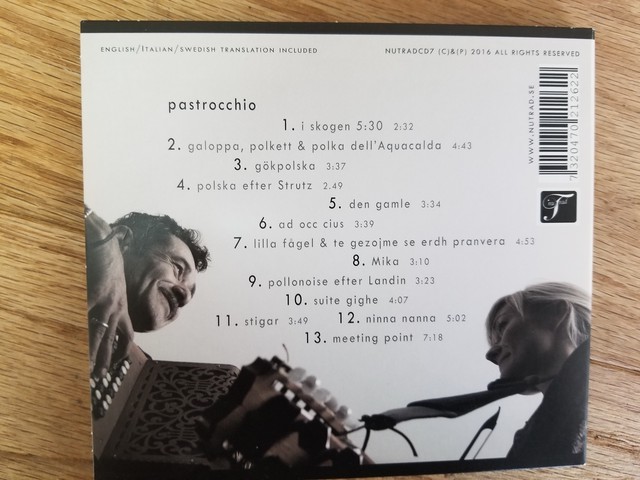 ENGLISH/ITALIAN/SWEDISH TRANSLATION INCLUDED
NUTRADCD7 (C)&(P) 2016 ALL RIGHTS RESERVED
pastrocchio
1. i skogen 5:30 2:32
2. galoppa, polkett & polka dell'Aquacalda 4:43
3. gökpolska 3:37
4. polska efter Strutz 2.49
5. den gamle 3:34
6. ad occ cius 3:39
7. lilla fågel & te gezojme se erdh pranvera 4:53
8. Mika 3:10
9. pollonoise efter Landin 3:23
10. suite gighe 4:07
11. stigar 3:49 12. ninna nanna 5:02
13. meeting point 7:18
WWW.NUTRAD.SE
7320470212622